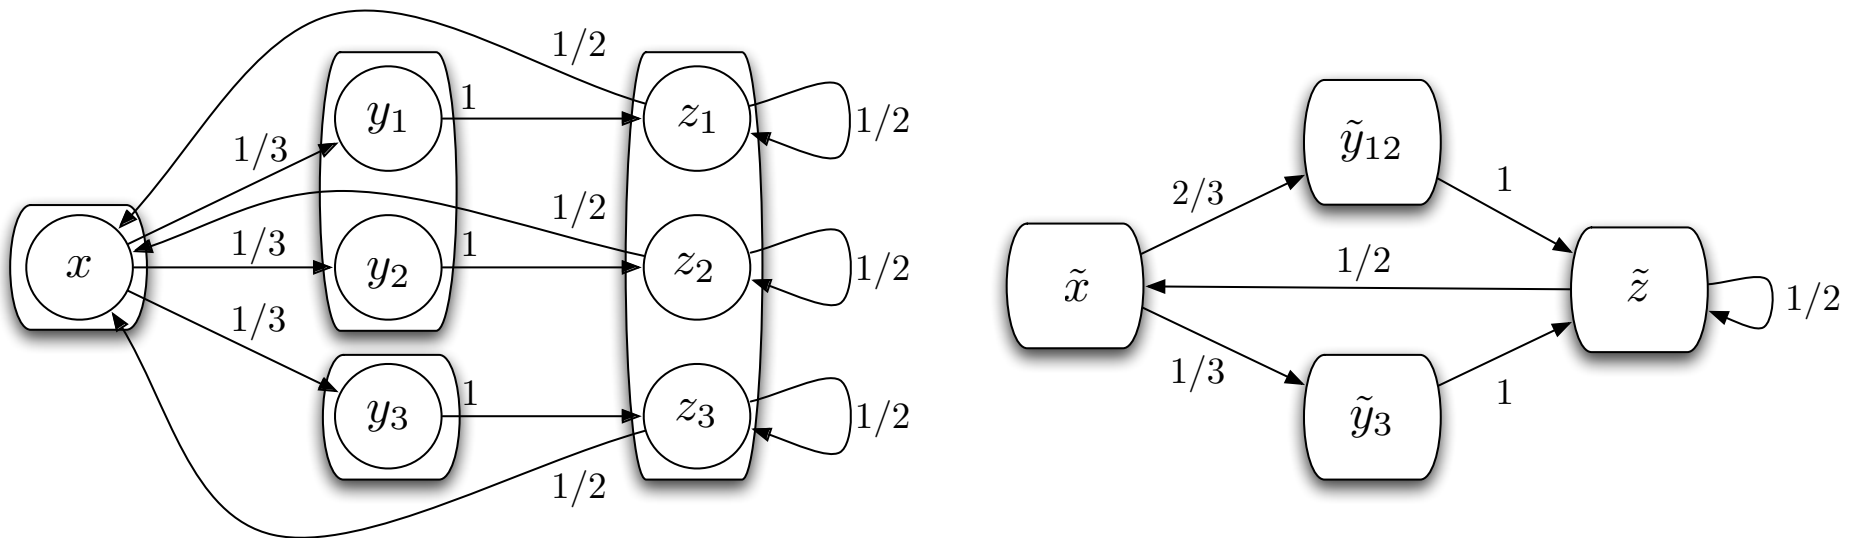 1/2
y₁ 1 z₁ 1/2
1/3
1/2
x 1/3 y₂ 1 z₂ 1/2
1/3
y₃ 1 z₃ 1/2
1/2
ỹ₁₂
2/3 1
x̃ 1/2 z̃ 1/2
1/3 1
ỹ₃